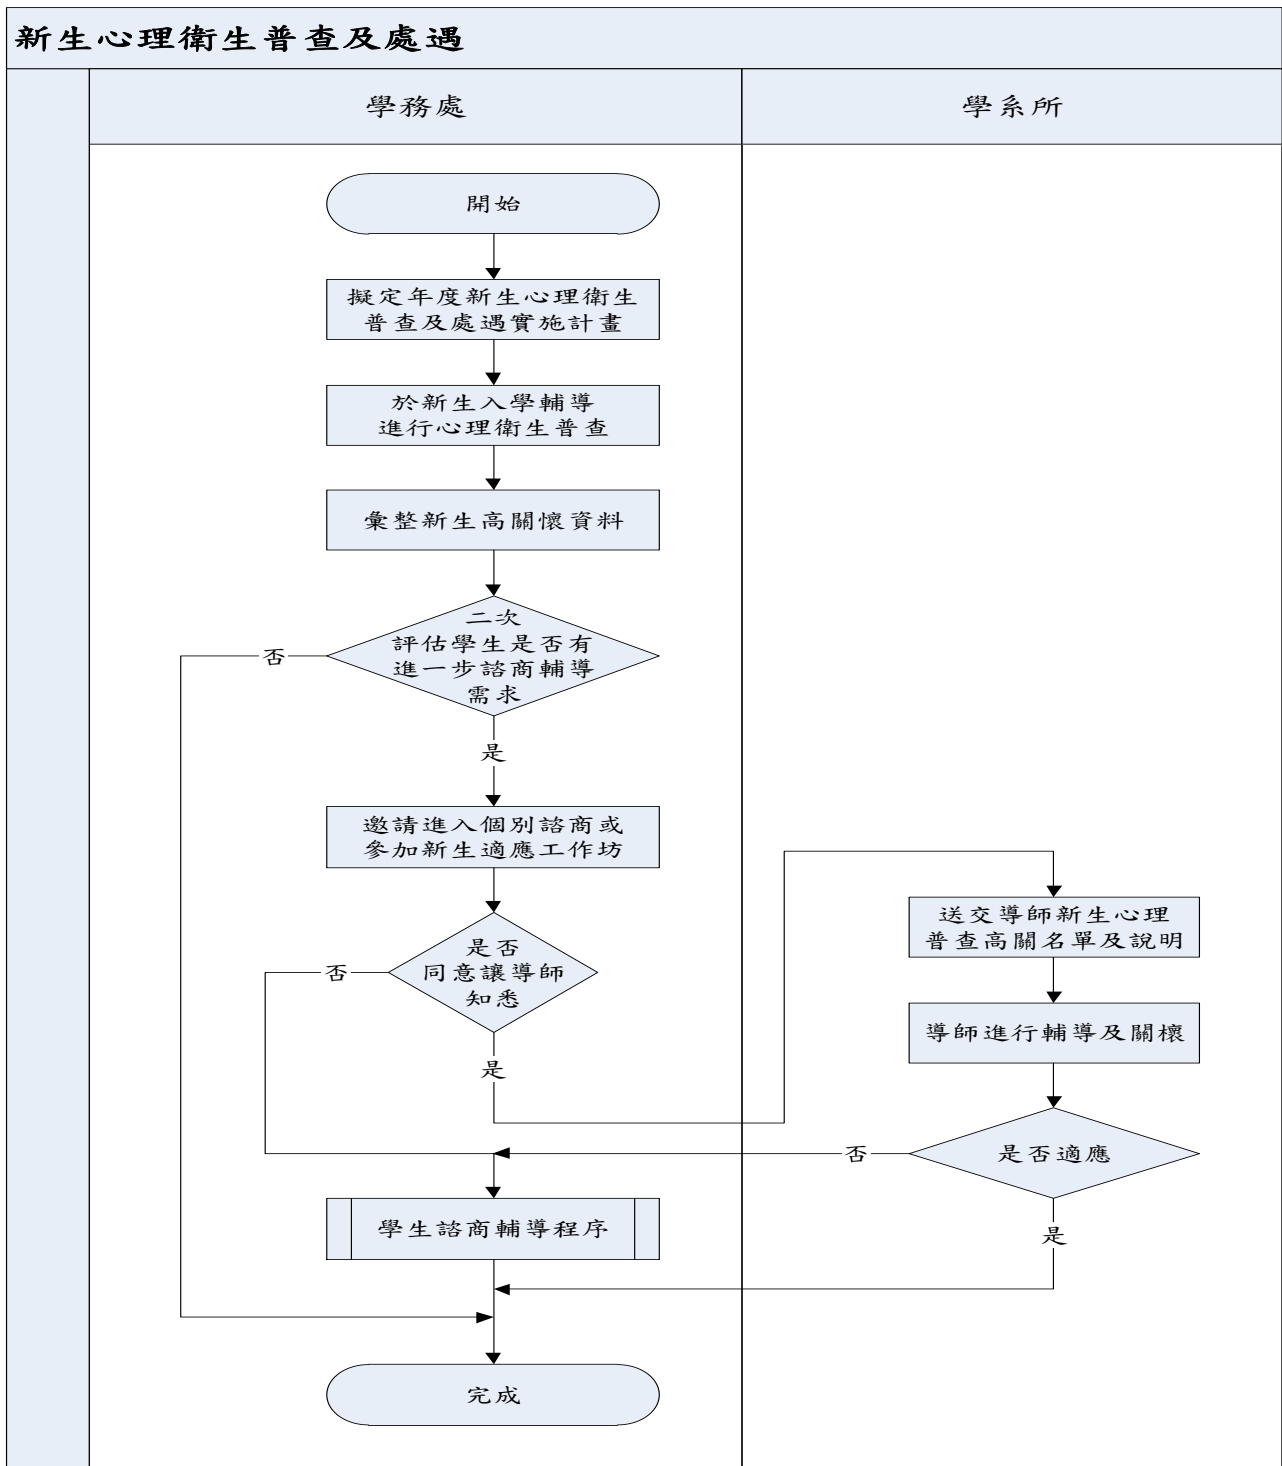 新生心理衛生普查及處遇
學務處
學系所
開始
擬定年度新生心理衛生
普查及處遇實施計畫
於新生入學輔導
進行心理衛生普查
彙整新生高關懷資料
二次
評估學生是否有
進一步諮商輔導
需求
否
是
邀請進入個別諮商或
參加新生適應工作坊
是否
同意讓導師
知悉
否
是
送交導師新生心理
普查高關名單及說明
導師進行輔導及關懷
是否適應
否
是
學生諮商輔導程序
完成